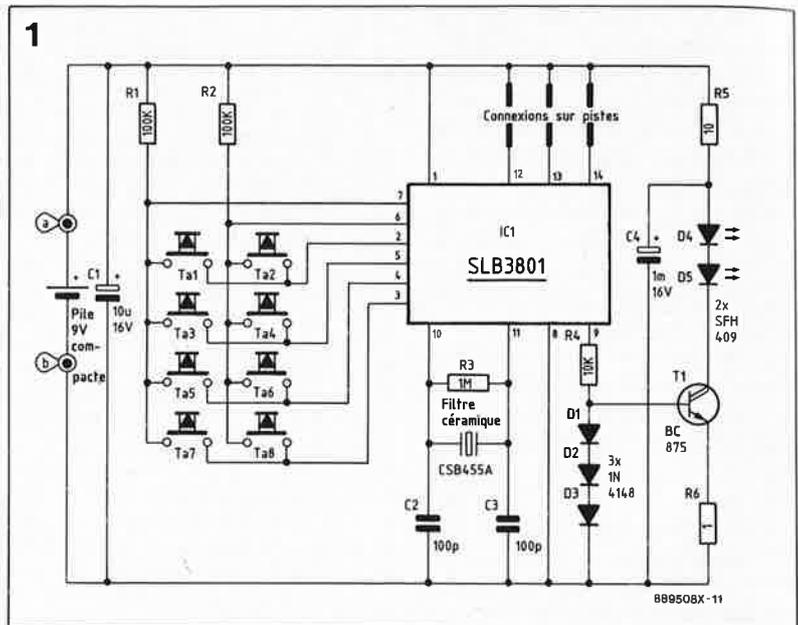 1
R1
100K
R2
100K
Connexions sur pistes
R5
10
1
12
13
14
7
6
2
5
4
3
IC1
SLB3801
10
11
8
9
a
b
+
C1
+
10u
16V
Pile
9V
com-
pacte
Ta1
Ta2
Ta3
Ta4
Ta5
Ta6
Ta7
Ta8
R3
1M
Filtre
céramique
CSB455A
C2
100p
C3
100p
R4
10K
D1
D2
D3
3x
1N
4148
C4
+
1m
16V
D4
D5
2x
SFH
409
T1
BC
875
R6
1
889508X-11